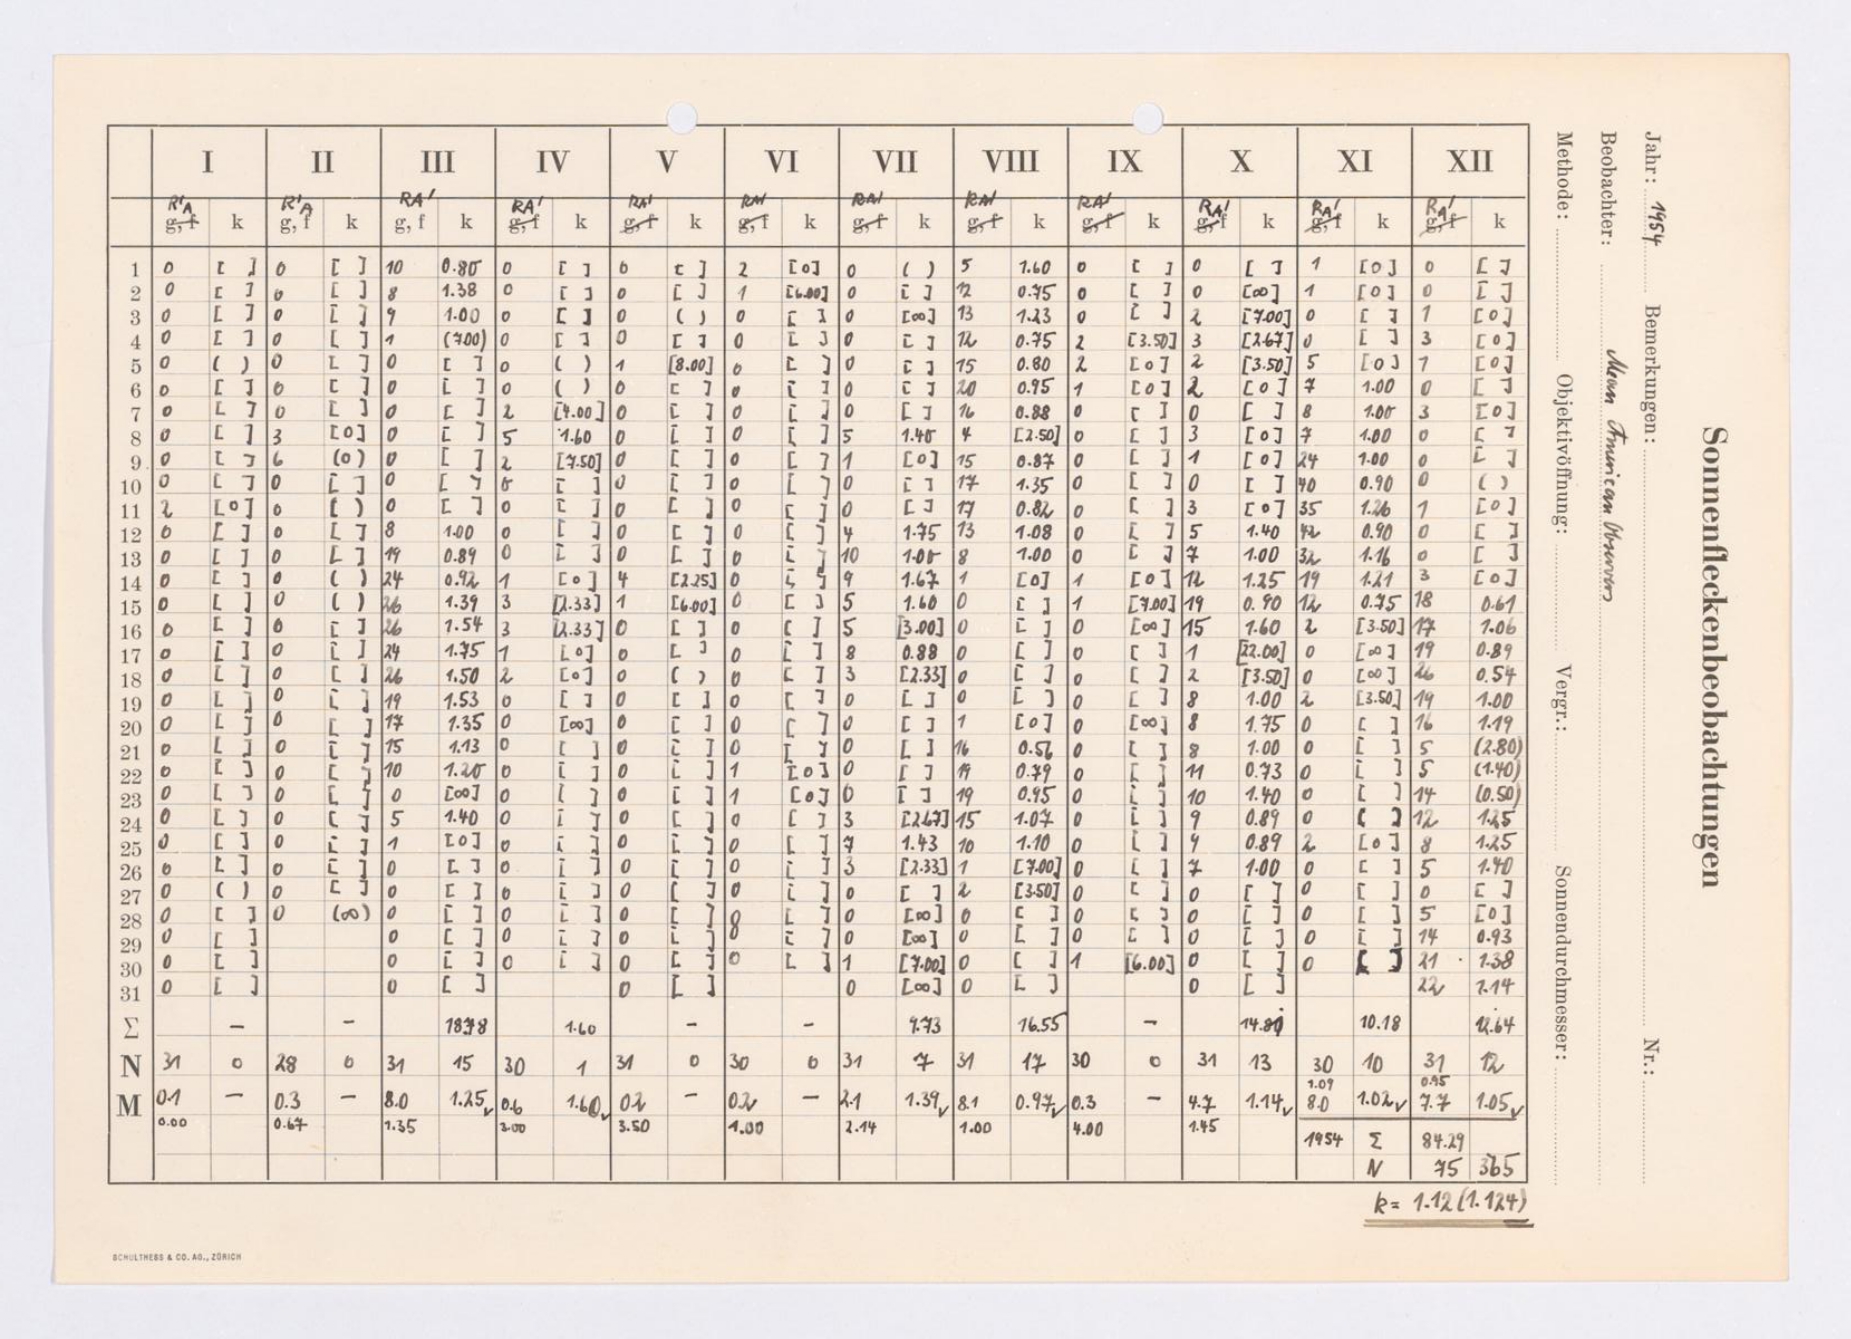 I II III IV V VI VII VIII IX X XI XII
R'A R'A RA' RA' RA' RA' RA' RA' RA' RA' RA' RA'
g, f k g, f k g, f k g, f k g, f k g, f k g, f k g, f k g, f k g, f k g, f k g, f k
1 0 [ ] 0 [ ] 10 0.80 0 [ ] 0 [ ] 2 [0] 0 ( ) 5 1.60 0 [ ] 0 [ ] 1 [0] 0 [ ]
2 0 [ ] 0 [ ] 8 1.38 0 [ ] 0 [ ] 1 [6.00] 0 [ ] 12 0.75 0 [ ] 0 [∞] 1 [0] 0 [ ]
3 0 [ ] 0 [ ] 9 1.00 0 [ ] 0 ( ) 0 [ ] 0 [∞] 13 1.23 0 [ ] 2 [7.00] 0 [ ] 1 [0]
4 0 [ ] 0 [ ] 1 (7.00) 0 [ ] 0 [ ] 0 [ ] 0 [ ] 12 0.75 2 [3.50] 3 [2.67] 0 [ ] 3 [0]
5 0 ( ) 0 [ ] 0 [ ] 0 ( ) 1 [8.00] 0 [ ] 0 [ ] 15 0.80 2 [0] 2 [3.50] 5 [0] 1 [0]
6 0 [ ] 0 [ ] 0 [ ] 0 ( ) 0 [ ] 0 [ ] 0 [ ] 20 0.95 1 [0] 2 [0] 7 1.00 0 [ ]
7 0 [ ] 0 [ ] 0 [ ] 2 [4.00] 0 [ ] 0 [ ] 0 [ ] 16 0.88 0 [ ] 0 [ ] 8 1.00 3 [0]
8 0 [ ] 3 [0] 0 [ ] 5 1.60 0 [ ] 0 [ ] 5 1.40 4 [2.50] 0 [ ] 3 [0] 7 1.00 0 [ ]
9 0 [ ] 6 (0) 0 [ ] 2 [7.50] 0 [ ] 0 [ ] 1 [0] 15 0.87 0 [ ] 1 [0] 24 1.00 0 [ ]
10 0 [ ] 0 [ ] 0 [ ] 0 [ ] 0 [ ] 0 [ ] 0 [ ] 17 1.35 0 [ ] 0 [ ] 40 0.90 0 ( )
11 2 [0] 0 ( ) 0 [ ] 0 [ ] 0 [ ] 0 [ ] 0 [ ] 17 0.82 0 [ ] 3 [0] 35 1.26 1 [0]
12 0 [ ] 0 [ ] 8 1.00 0 [ ] 0 [ ] 0 [ ] 4 1.75 13 1.08 0 [ ] 5 1.40 42 0.90 0 [ ]
13 0 [ ] 0 [ ] 19 0.89 0 [ ] 0 [ ] 0 [ ] 10 1.00 8 1.00 0 [ ] 7 1.00 32 1.16 0 [ ]
14 0 [ ] 0 ( ) 24 0.92 1 [0] 4 [2.25] 0 [ ] 9 1.67 1 [0] 1 [0] 12 1.25 19 1.21 3 [0]
15 0 [ ] 0 ( ) 26 1.39 3 [2.33] 1 [6.00] 0 [ ] 5 1.60 0 [ ] 1 [7.00] 19 0.90 12 0.75 18 0.61
16 0 [ ] 0 [ ] 26 1.54 3 [2.33] 0 [ ] 0 [ ] 5 [3.00] 0 [ ] 0 [∞] 15 1.60 2 [3.50] 17 1.06
17 0 [ ] 0 [ ] 24 1.75 1 [0] 0 [ ] 0 [ ] 8 0.88 0 [ ] 0 [ ] 1 [22.00] 0 [∞] 19 0.89
18 0 [ ] 0 [ ] 26 1.50 2 [0] 0 ( ) 0 [ ] 3 [2.33] 0 [ ] 0 [ ] 2 [3.50] 0 [∞] 26 0.54
19 0 [ ] 0 [ ] 19 1.53 0 [ ] 0 [ ] 0 [ ] 0 [ ] 0 [ ] 0 [ ] 8 1.00 2 [3.50] 19 1.00
20 0 [ ] 0 [ ] 17 1.35 0 [∞] 0 [ ] 0 [ ] 0 [ ] 1 [0] 0 [∞] 8 1.75 0 [ ] 16 1.19
21 0 [ ] 0 [ ] 15 1.13 0 [ ] 0 [ ] 0 [ ] 0 [ ] 16 0.56 0 [ ] 8 1.00 0 [ ] 5 (2.80)
22 0 [ ] 0 [ ] 10 1.20 0 [ ] 0 [ ] 1 [0] 0 [ ] 19 0.79 0 [ ] 11 0.73 0 [ ] 5 (1.40)
23 0 [ ] 0 [ ] 0 [∞] 0 [ ] 0 [ ] 1 [0] 0 [ ] 19 0.95 0 [ ] 10 1.40 0 [ ] 14 (0.50)
24 0 [ ] 0 [ ] 5 1.40 0 [ ] 0 [ ] 0 [ ] 3 [2.67] 15 1.07 0 [ ] 9 0.89 0 [ ] 12 1.25
25 0 [ ] 0 [ ] 1 [0] 0 [ ] 0 [ ] 0 [ ] 7 1.43 10 1.10 0 [ ] 9 0.89 2 [0] 8 1.25
26 0 [ ] 0 [ ] 0 [ ] 0 [ ] 0 [ ] 0 [ ] 3 [2.33] 1 [7.00] 0 [ ] 7 1.00 0 [ ] 5 1.40
27 0 ( ) 0 [ ] 0 [ ] 0 [ ] 0 [ ] 0 [ ] 0 [ ] 2 [3.50] 0 [ ] 0 [ ] 0 [ ] 0 [ ]
28 0 [ ] 0 (∞) 0 [ ] 0 [ ] 0 [ ] 0 [ ] 0 [∞] 0 [ ] 0 [ ] 0 [ ] 0 [ ] 5 [0]
29 0 [ ] 0 [ ] 0 [ ] 0 [ ] 0 [ ] 0 [∞] 0 [ ] 0 [ ] 0 [ ] 0 [ ] 14 0.93
30 0 [ ] 0 [ ] 0 [ ] 0 [ ] 0 [ ] 1 [7.00] 0 [ ] 1 [6.00] 0 [ ] 0 [ ] 21 1.38
31 0 [ ] 0 [ ] 0 [ ] 0 [∞] 0 [ ] 0 [ ] 22 1.14
Σ – – 18.78 1.60 – – 9.73 16.55 – 14.81 10.18 12.64
N 31 0 28 0 31 15 30 1 31 0 30 0 31 7 31 17 30 0 31 13 30 10 31 12
1.09 0.95
M 0.1 – 0.3 – 8.0 1.25 0.6 1.60 0.2 – 0.2 – 2.1 1.39 8.1 0.97 0.3 – 4.7 1.14 8.0 1.02 7.7 1.05
0.00 0.67 1.35 2.00 3.50 1.00 2.14 1.00 4.00 1.45
1954 Σ 84.29
N 75 365
k = 1.12 (1.124)
SCHULTHESS & CO. AG., ZÜRICH
Sonnenfleckenbeobachtungen
Jahr: 1954 Bemerkungen: Nr.:
Beobachter: American Observers
Methode: Objektivöffnung: Vergr.: Sonnendurchmesser: